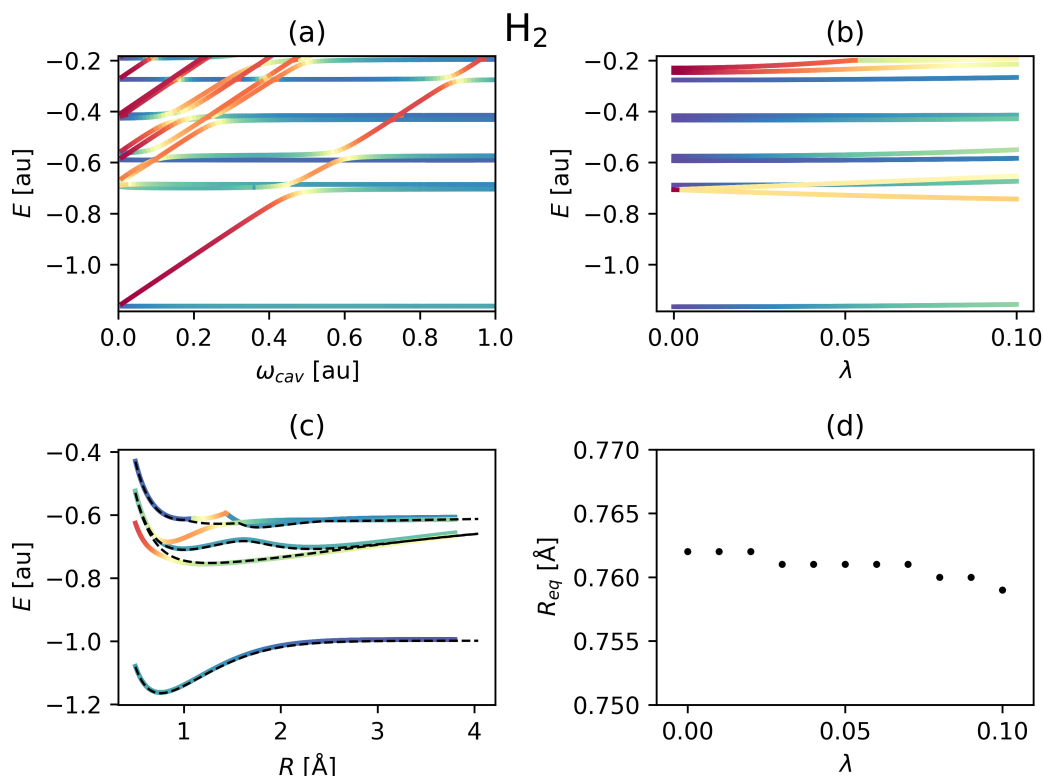 H₂
(a)
−0.2
−0.4
−0.6
−0.8
−1.0
E [au]
0.0 0.2 0.4 0.6 0.8 1.0
ω_cav [au]
(b)
−0.2
−0.4
−0.6
−0.8
−1.0
E [au]
0.00 0.05 0.10
λ
(c)
−0.4
−0.6
−0.8
−1.0
−1.2
E [au]
1 2 3 4
R [Å]
(d)
0.770
0.765
0.760
0.755
0.750
R_eq [Å]
0.00 0.05 0.10
λ